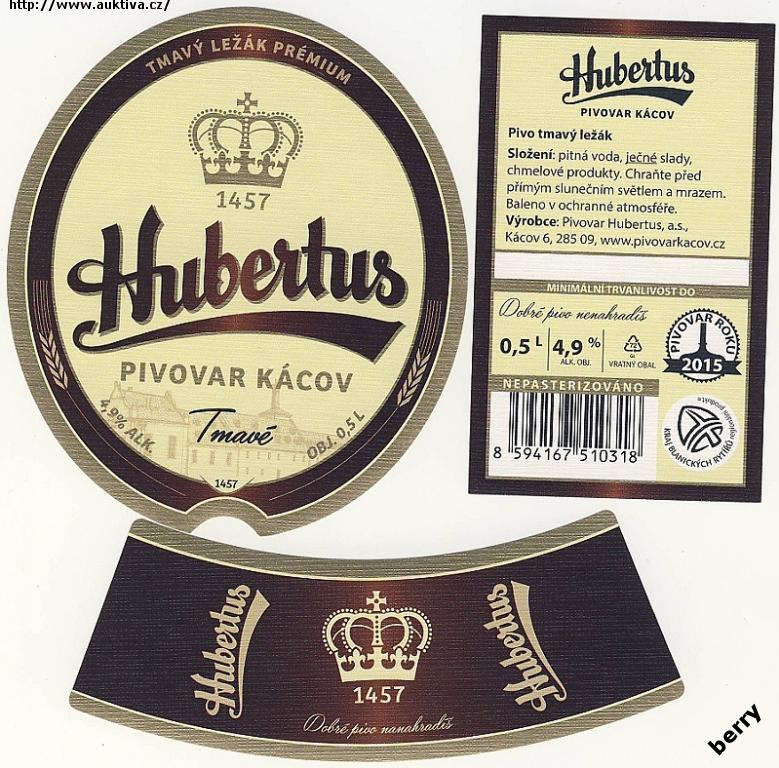 http://www.auktiva.cz/
TMAVÝ LEŽÁK PRÉMIUM
1457
Hubertus
PIVOVAR KÁCOV
4,9% ALK.
Tmavé
OBJ. 0,5 L
1457
Hubertus
PIVOVAR KÁCOV
Pivo tmavý ležák
Složení: pitná voda, ječné slady,
chmelové produkty. Chraňte před
přímým slunečním světlem a mrazem.
Baleno v ochranné atmosféře.
Výrobce: Pivovar Hubertus, a.s.,
Kácov 6, 285 09, www.pivovarkacov.cz
MINIMÁLNÍ TRVANLIVOST DO
Dobré pivo nenahradíš
0,5 L
4,9 %
ALK. OBJ.
VRATNÝ OBAL
PIVOVAR ROKU
2015
NEPASTERIZOVÁNO
8 594167 510318
regionální produkt®
KRAJ BLANICKÝCH RYTÍŘŮ
Hubertus
1457
Hubertus
Dobré pivo nanahradíš
berry